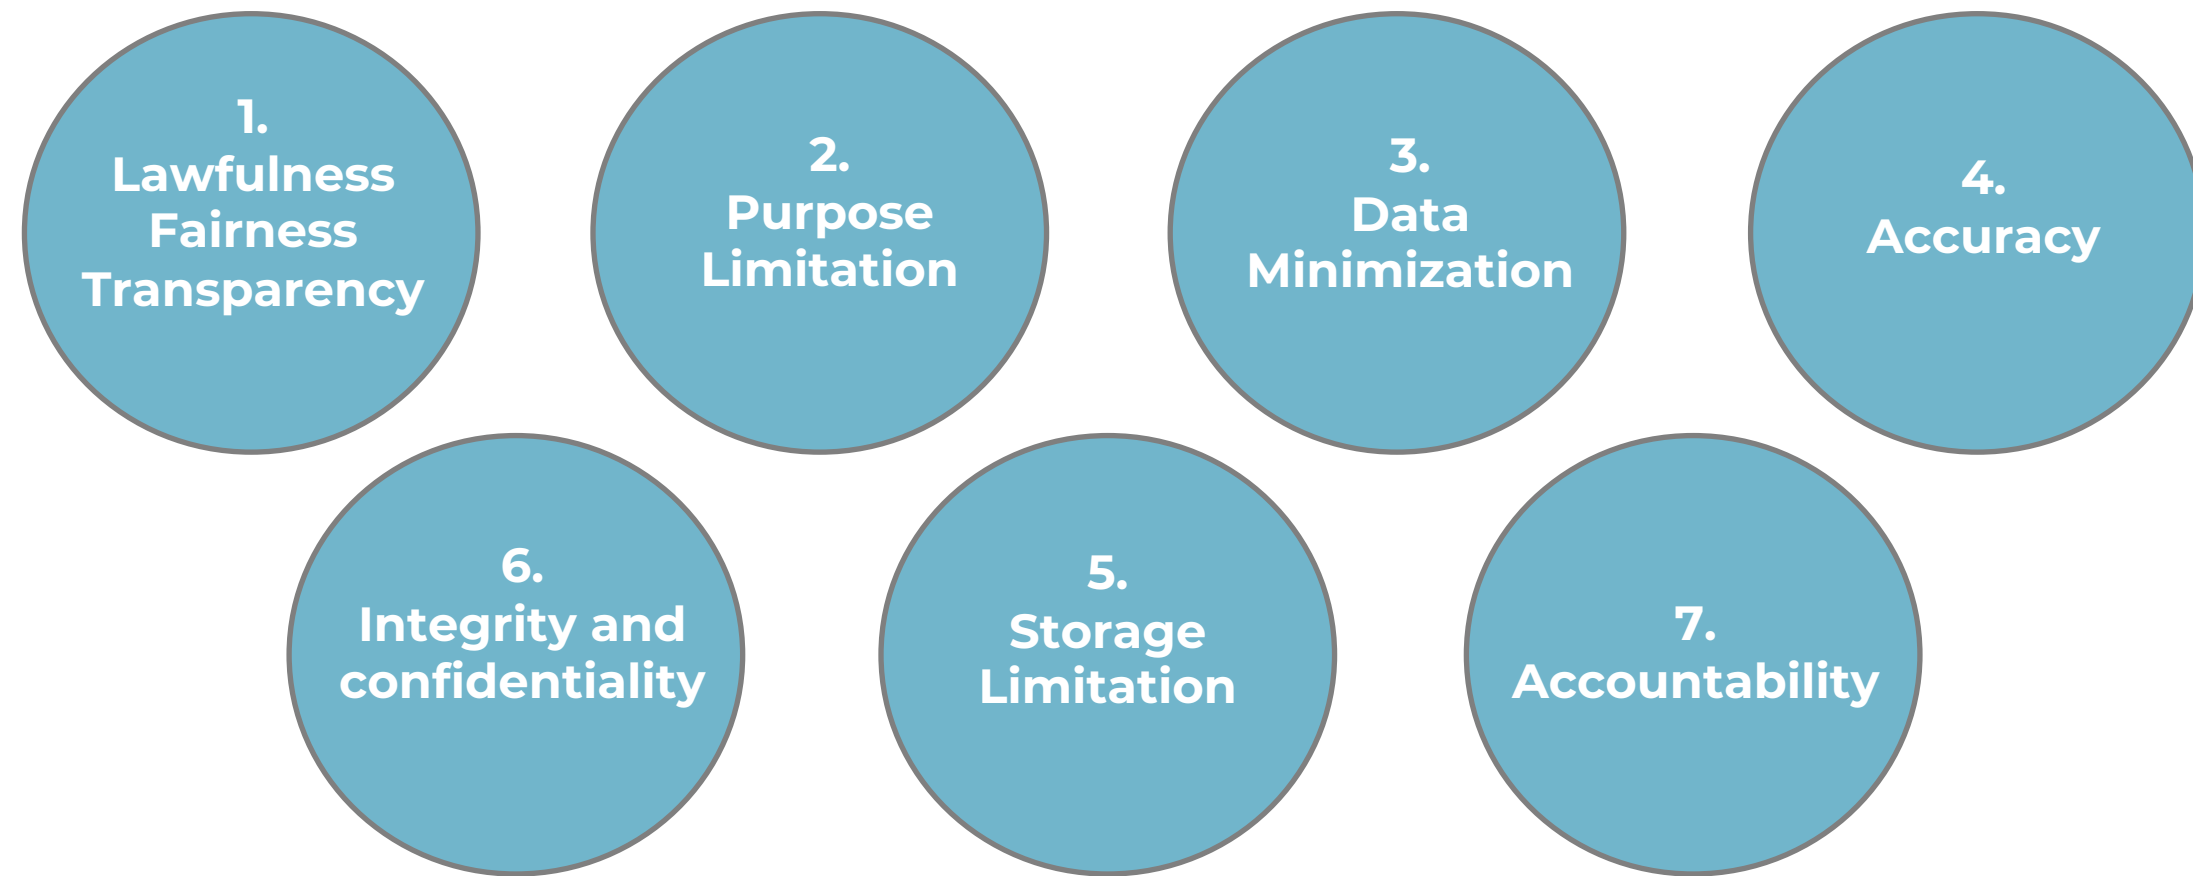 1.
Lawfulness
Fairness
Transparency
2.
Purpose
Limitation
3.
Data
Minimization
4.
Accuracy
6.
Integrity and
confidentiality
5.
Storage
Limitation
7.
Accountability